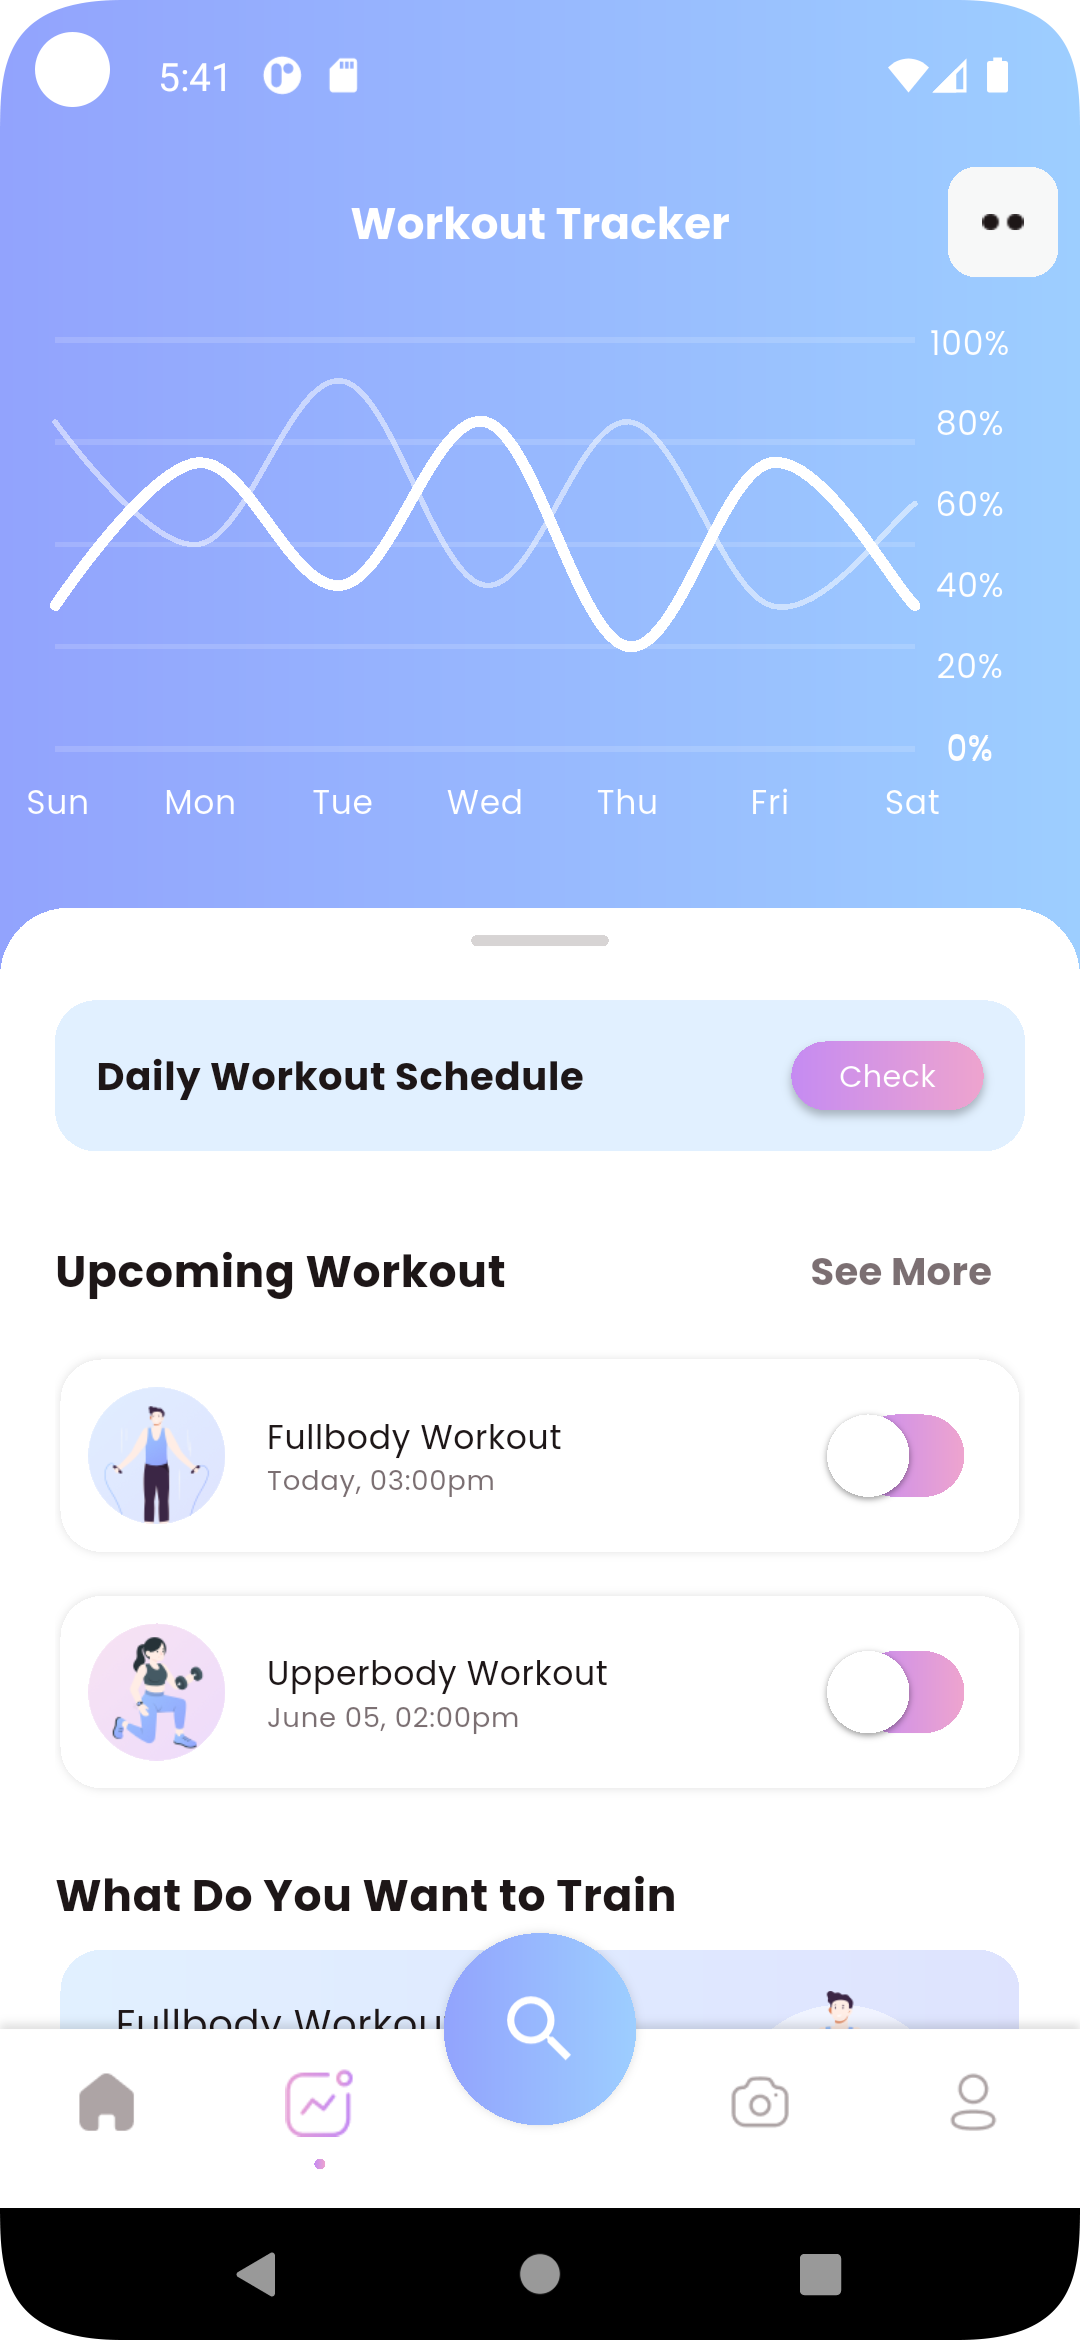 5:41
Workout Tracker
100%
80%
60%
40%
20%
0%
Sun Mon Tue Wed Thu Fri Sat
Daily Workout Schedule
Check
Upcoming Workout
See More
Fullbody Workout
Today, 03:00pm
Upperbody Workout
June 05, 02:00pm
What Do You Want to Train
Fullbody Workou